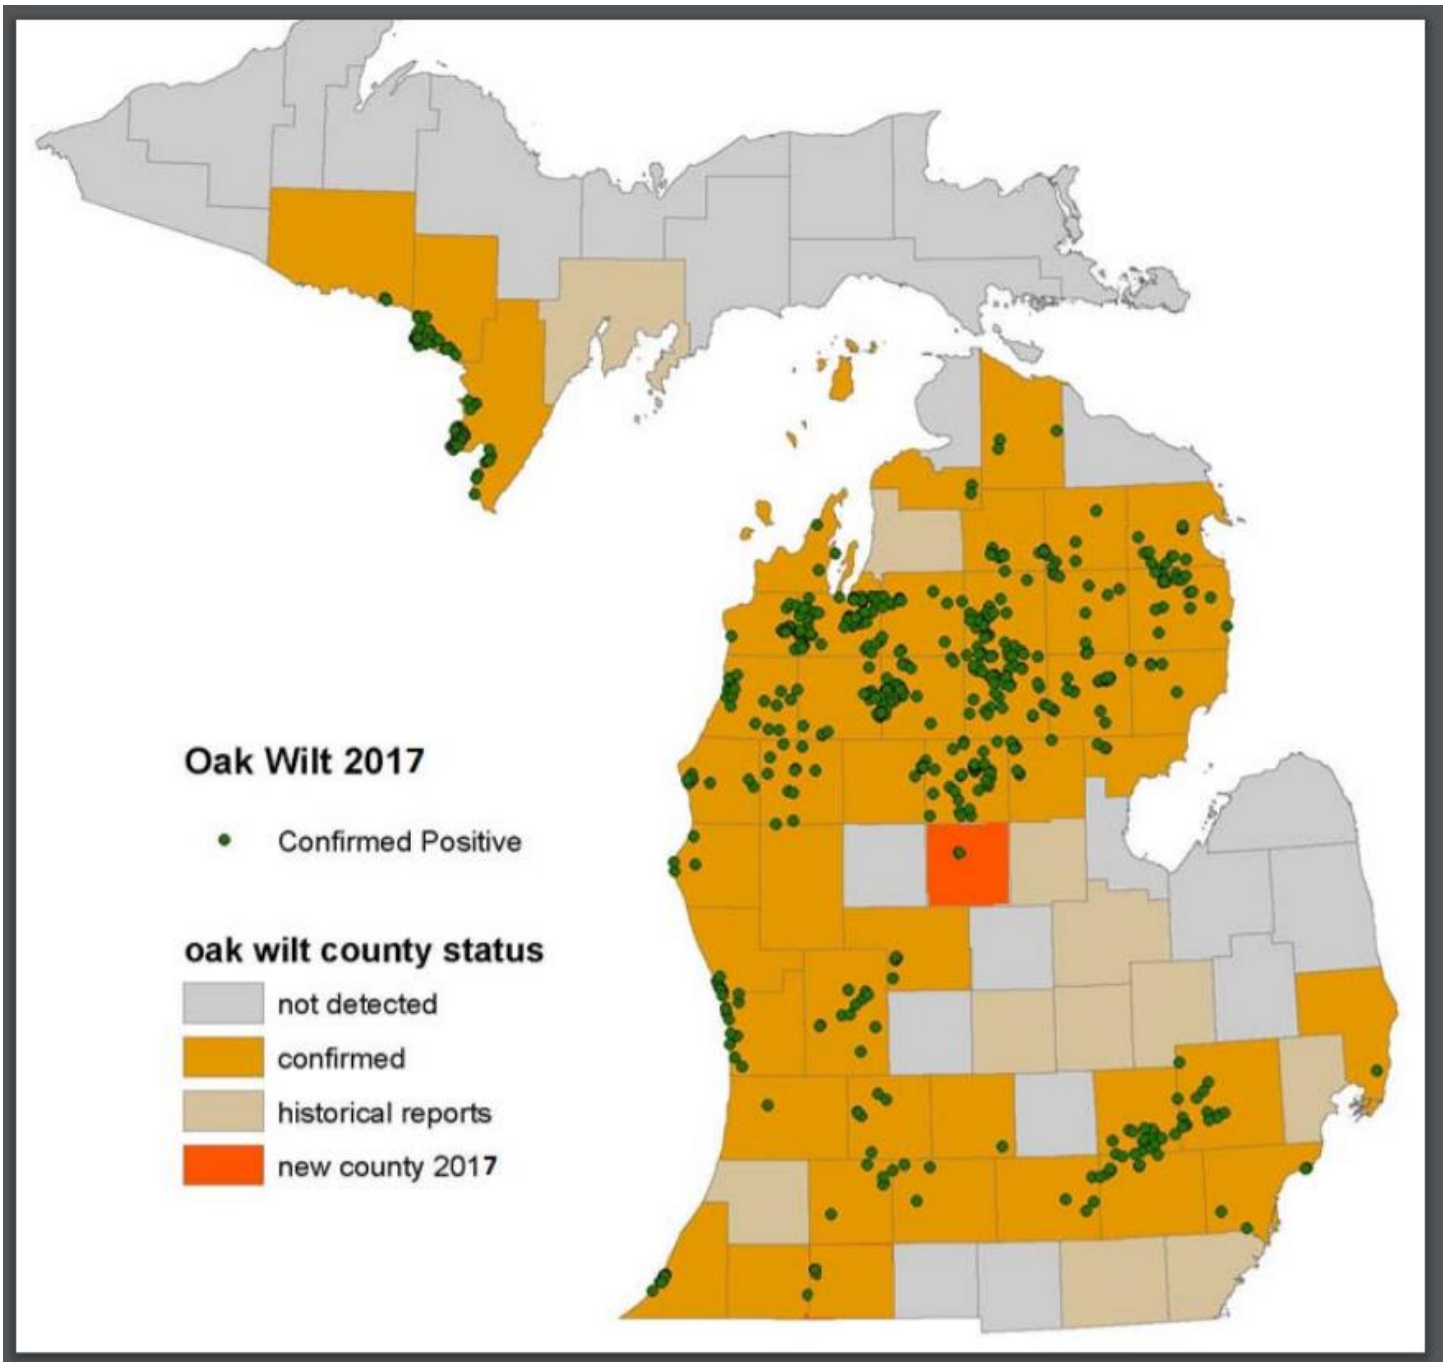 Oak Wilt 2017
Confirmed Positive
oak wilt county status
not detected
confirmed
historical reports
new county 2017